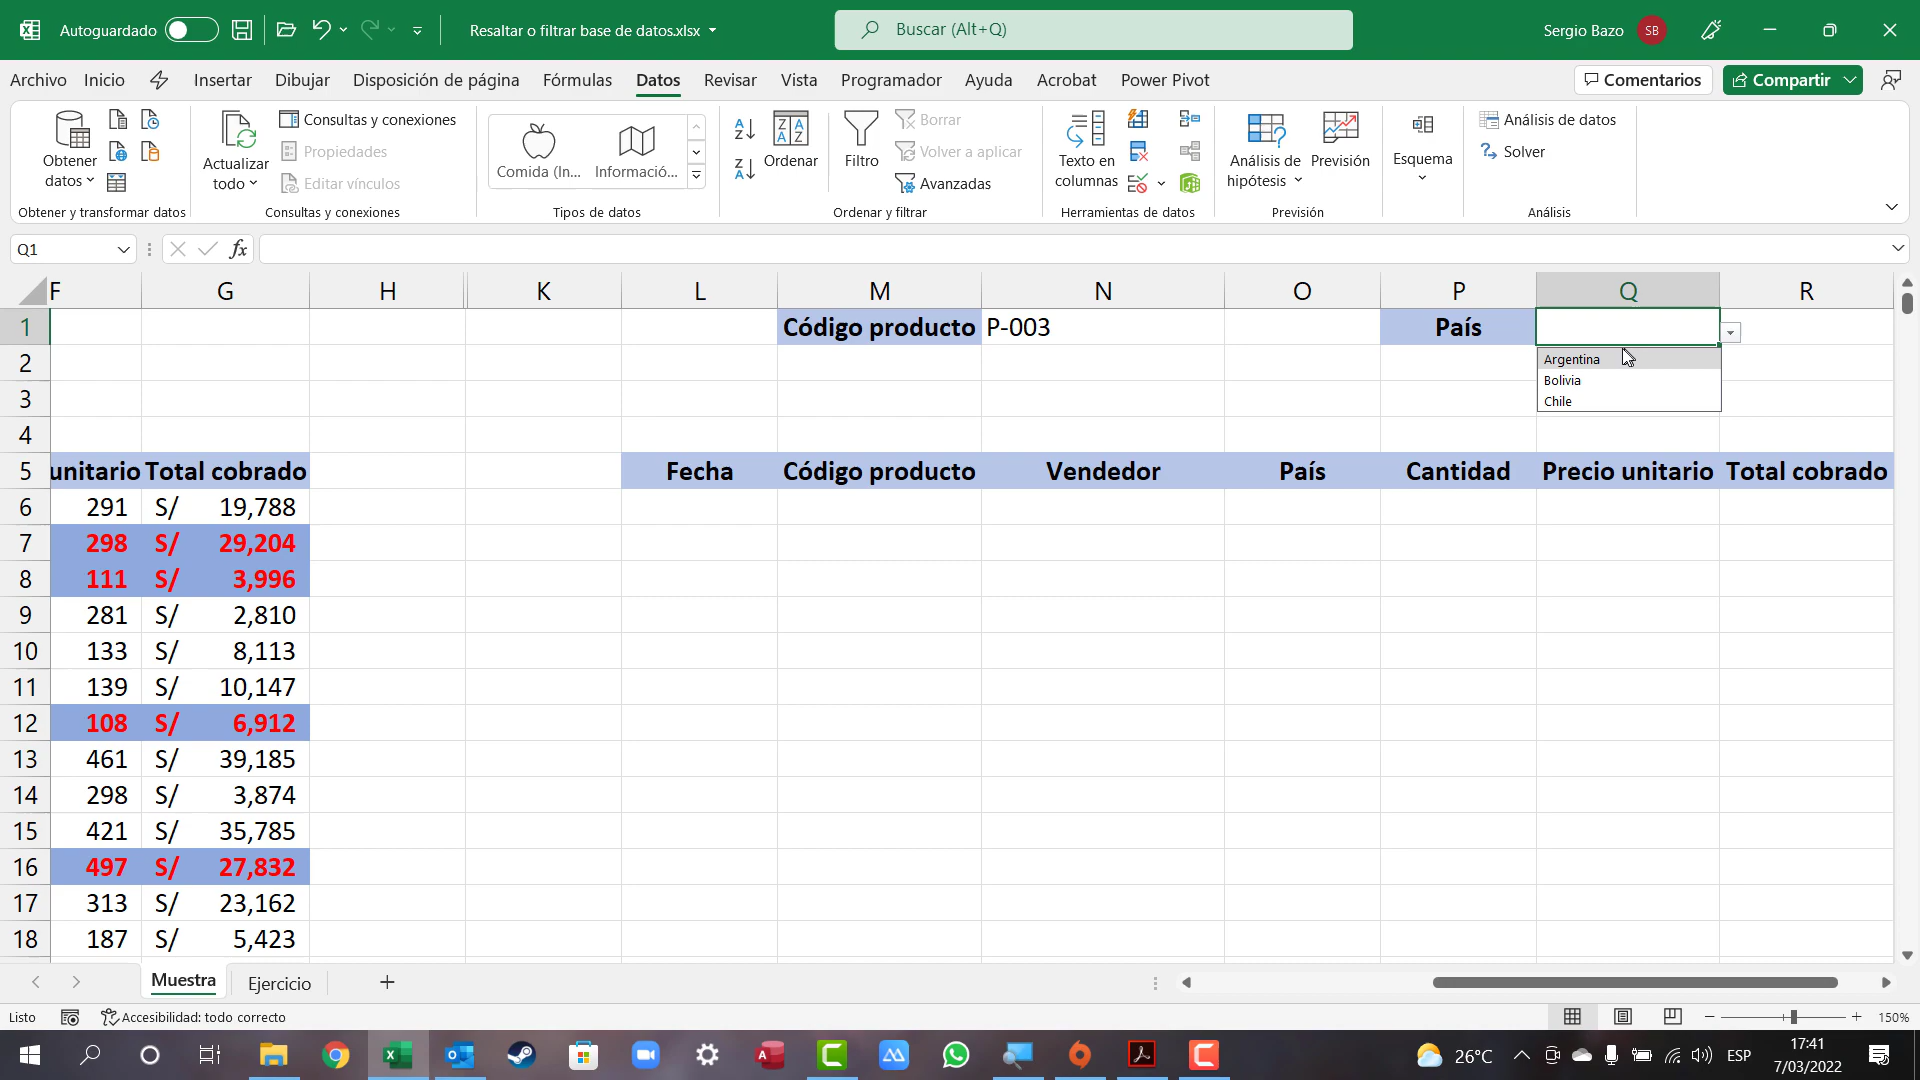 Autoguardado
Resaltar o filtrar base de datos.xlsx
Buscar (Alt+Q)
Sergio Bazo
SB
Archivo Inicio Insertar Dibujar Disposición de página Fórmulas Datos Revisar Vista Programador Ayuda Acrobat Power Pivot
Comentarios Compartir
Obtener datos
Actualizar todo
Consultas y conexiones
Propiedades
Editar vínculos
Comida (In... Informació...
Ordenar
Filtro
Borrar
Volver a aplicar
Avanzadas
Texto en columnas
Análisis de hipótesis
Previsión
Esquema
Análisis de datos
Solver
Obtener y transformar datos Consultas y conexiones Tipos de datos Ordenar y filtrar Herramientas de datos Previsión Análisis
Q1 fx
F G H K L M N O P Q R
1 Código producto P-003 País
Argentina
Bolivia
Chile
2
3
4
5 unitario Total cobrado Fecha Código producto Vendedor País Cantidad Precio unitario Total cobrado
6 291 S/ 19,788
7 298 S/ 29,204
8 111 S/ 3,996
9 281 S/ 2,810
10 133 S/ 8,113
11 139 S/ 10,147
12 108 S/ 6,912
13 461 S/ 39,185
14 298 S/ 3,874
15 421 S/ 35,785
16 497 S/ 27,832
17 313 S/ 23,162
18 187 S/ 5,423
Muestra Ejercicio
Listo Accesibilidad: todo correcto 150%
26°C ESP 17:41
7/03/2022